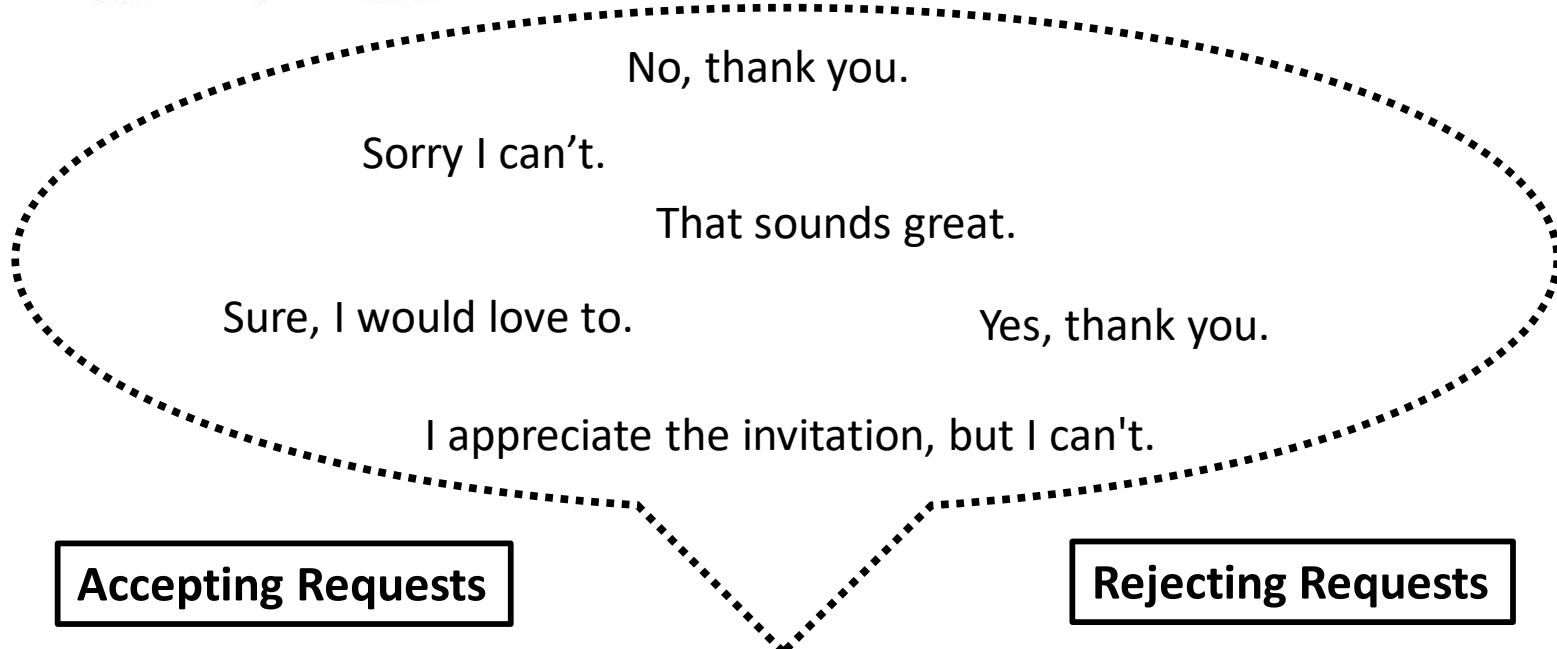 No, thank you.
Sorry I can’t.
That sounds great.
Sure, I would love to.
Yes, thank you.
I appreciate the invitation, but I can't.
Accepting Requests
Rejecting Requests